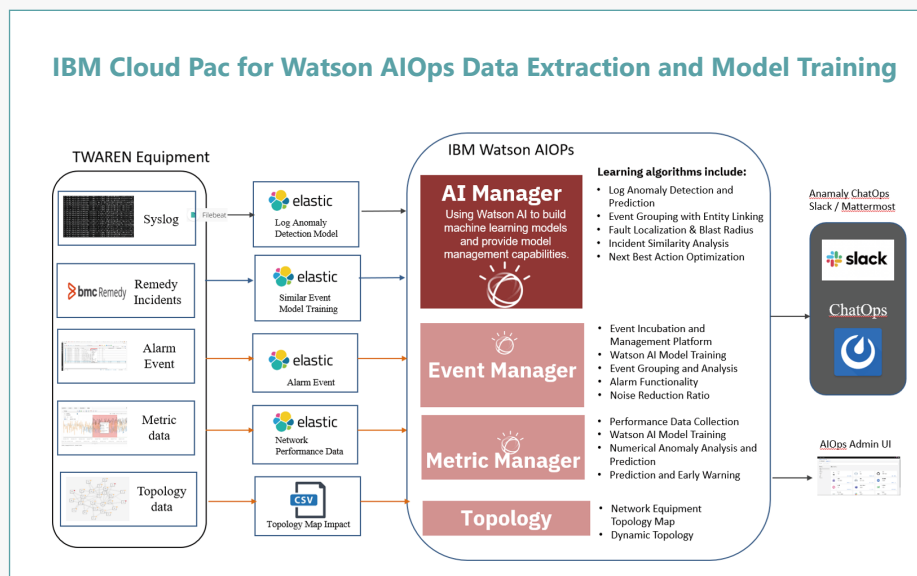 IBM Cloud Pac for Watson AIOps Data Extraction and Model Training
TWAREN Equipment
Syslog
Filebeat
bmc Remedy
Remedy
Incidents
Alarm
Event
Metric
data
Topology
data
elastic
Log Anomaly
Detection Model
elastic
Similar Event
Model Training
elastic
Alarm Event
elastic
Network
Performance Data
CSV
Topology Map Impact
IBM Watson AIOPs
AI Manager
Using Watson AI to build
machine learning models
and provide model
management capabilities.
Event Manager
Metric Manager
Topology
Learning algorithms include:
• Log Anomaly Detection and
Prediction
• Event Grouping with Entity Linking
• Fault Localization & Blast Radius
• Incident Similarity Analysis
• Next Best Action Optimization
• Event Incubation and
Management Platform
• Watson AI Model Training
• Event Grouping and Analysis
• Alarm Functionality
• Noise Reduction Ratio
• Performance Data Collection
• Watson AI Model Training
• Numerical Anomaly Analysis and
Prediction
• Prediction and Early Warning
• Network Equipment
Topology Map
• Dynamic Topology
Anamaly ChatOps
Slack / Mattermost
slack
ChatOps
AIOps Admin UI